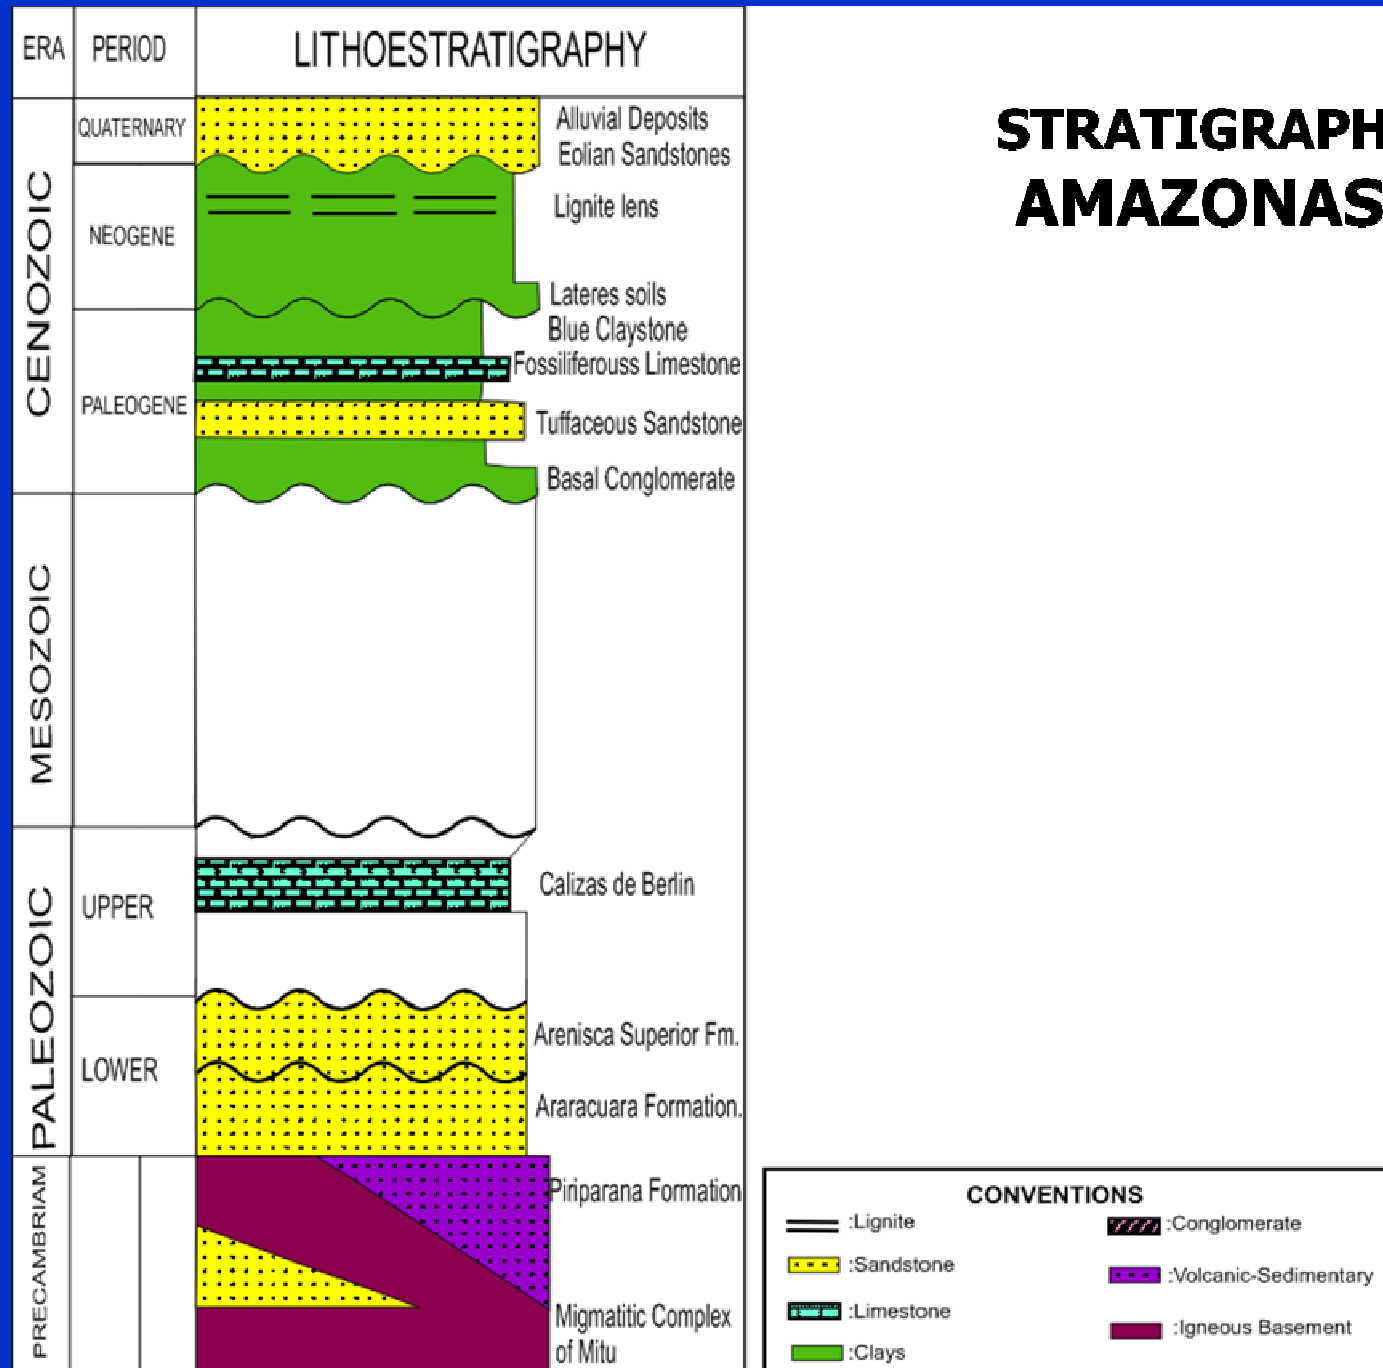 ERA
PERIOD
LITHOESTRATIGRAPHY
STRATIGRAPH
AMAZONAS
CENOZOIC
QUATERNARY
Alluvial Deposits
Eolian Sandstones
NEOGENE
Lignite lens
Lateres soils
PALEOGENE
Blue Claystone
Fossiliferouss Limestone
Tuffaceous Sandstone
Basal Conglomerate
MESOZOIC
PALEOZOIC
UPPER
Calizas de Berlin
LOWER
Arenisca Superior Fm.
Araracuara Formation.
PRECAMBRIAM
Piriparana Formation
Migmatitic Complex
of Mitu
CONVENTIONS
:Lignite
:Sandstone
:Limestone
:Clays
:Conglomerate
:Volcanic-Sedimentary
:Igneous Basement